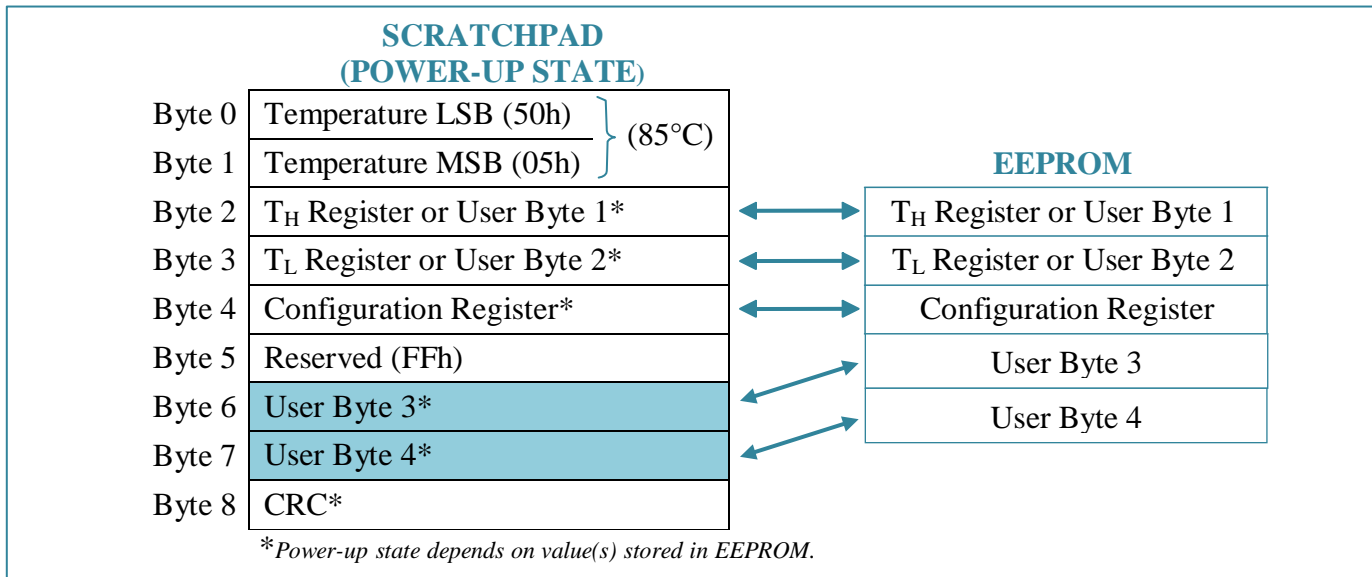 SCRATCHPAD
(POWER-UP STATE)
Byte 0 Temperature LSB (50h)
(85°C)
Byte 1 Temperature MSB (05h)
EEPROM
Byte 2 TH Register or User Byte 1* TH Register or User Byte 1
Byte 3 TL Register or User Byte 2* TL Register or User Byte 2
Byte 4 Configuration Register* Configuration Register
Byte 5 Reserved (FFh) User Byte 3
Byte 6 User Byte 3* User Byte 4
Byte 7 User Byte 4*
Byte 8 CRC*
*Power-up state depends on value(s) stored in EEPROM.